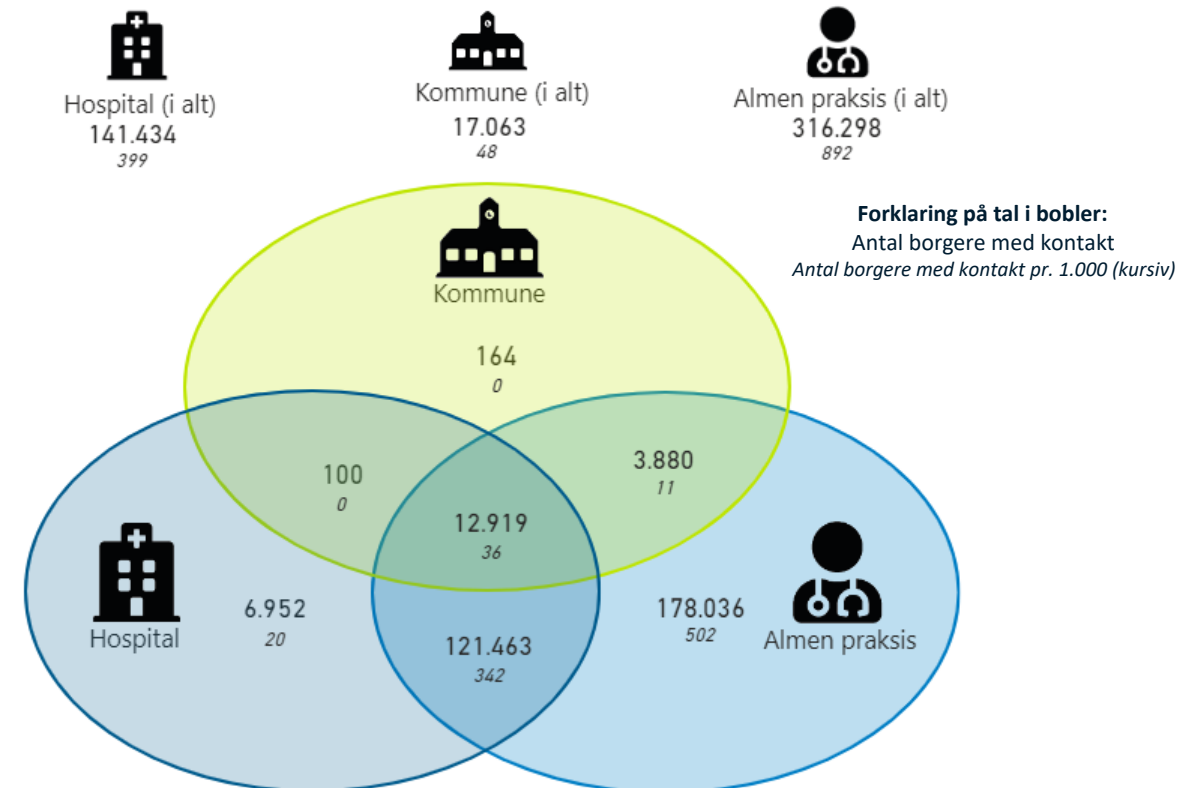 Hospital (i alt)
141.434
399
Kommune (i alt)
17.063
48
Almen praksis (i alt)
316.298
892
Forklaring på tal i bobler:
Antal borgere med kontakt
Antal borgere med kontakt pr. 1.000 (kursiv)
Kommune
164
0
100
0
3.880
11
12.919
36
Hospital
6.952
20
121.463
342
178.036
502
Almen praksis